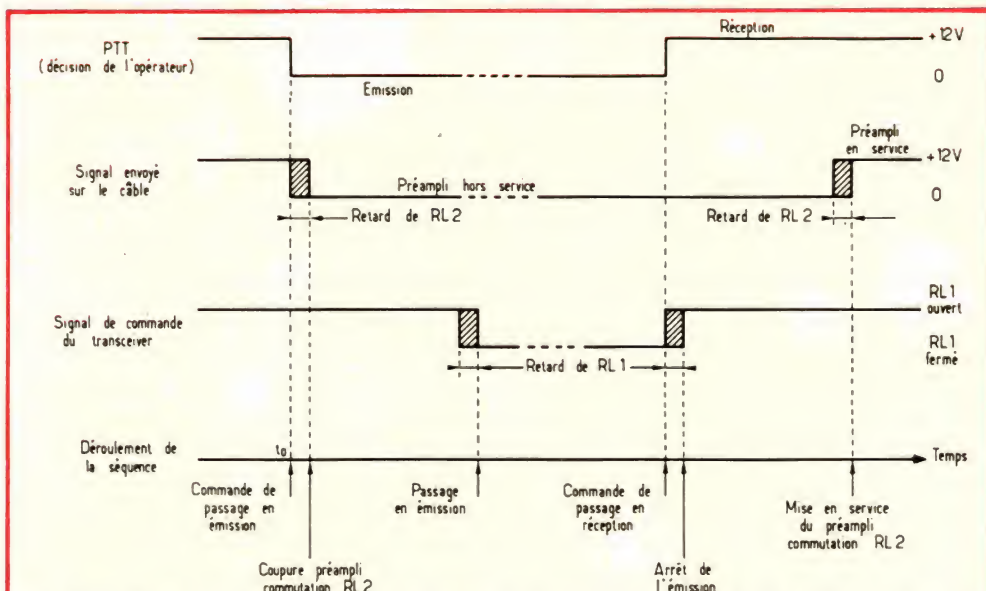 PTT
(décision de l'opérateur)
Réception
+12V
0
Emission
Signal envoyé
sur le câble
Préampli
en service
+12V
Préampli hors service
0
Retard de RL2
Retard de RL2
Signal de commande
du transceiver
RL1
ouvert
RL1
fermé
Retard de RL1
Déroulement de
la séquence
to
Temps
Commande de
passage en
émission
Passage
en émission
Commande de
passage en
réception
Mise en service
du préampli
commutation RL2
Coupure préampli
commutation RL2
Arrêt de
l'émission